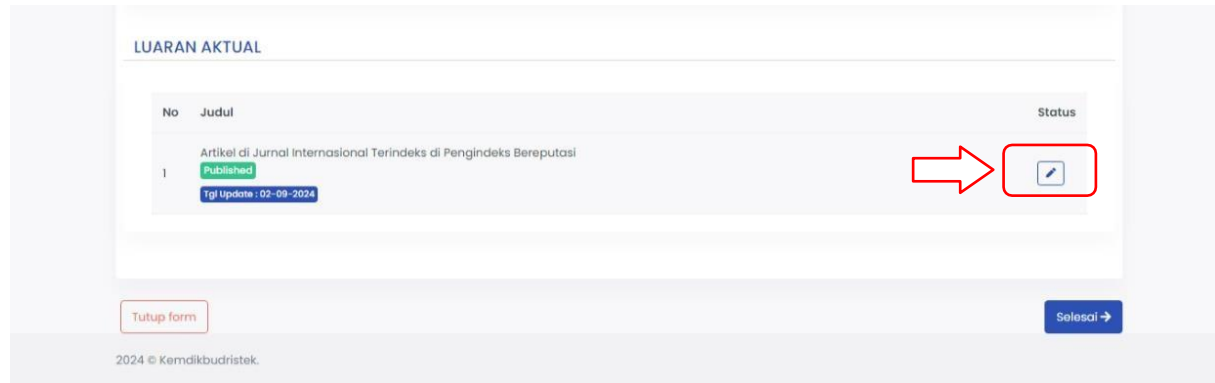 LUARAN AKTUAL
No Judul Status
Artikel di Jurnal Internasional Terindeks di Pengindeks Bereputasi
1 Published
Tgl Update : 02-09-2024
Tutup form Selesai →
2024 © Kemdikbudristek.